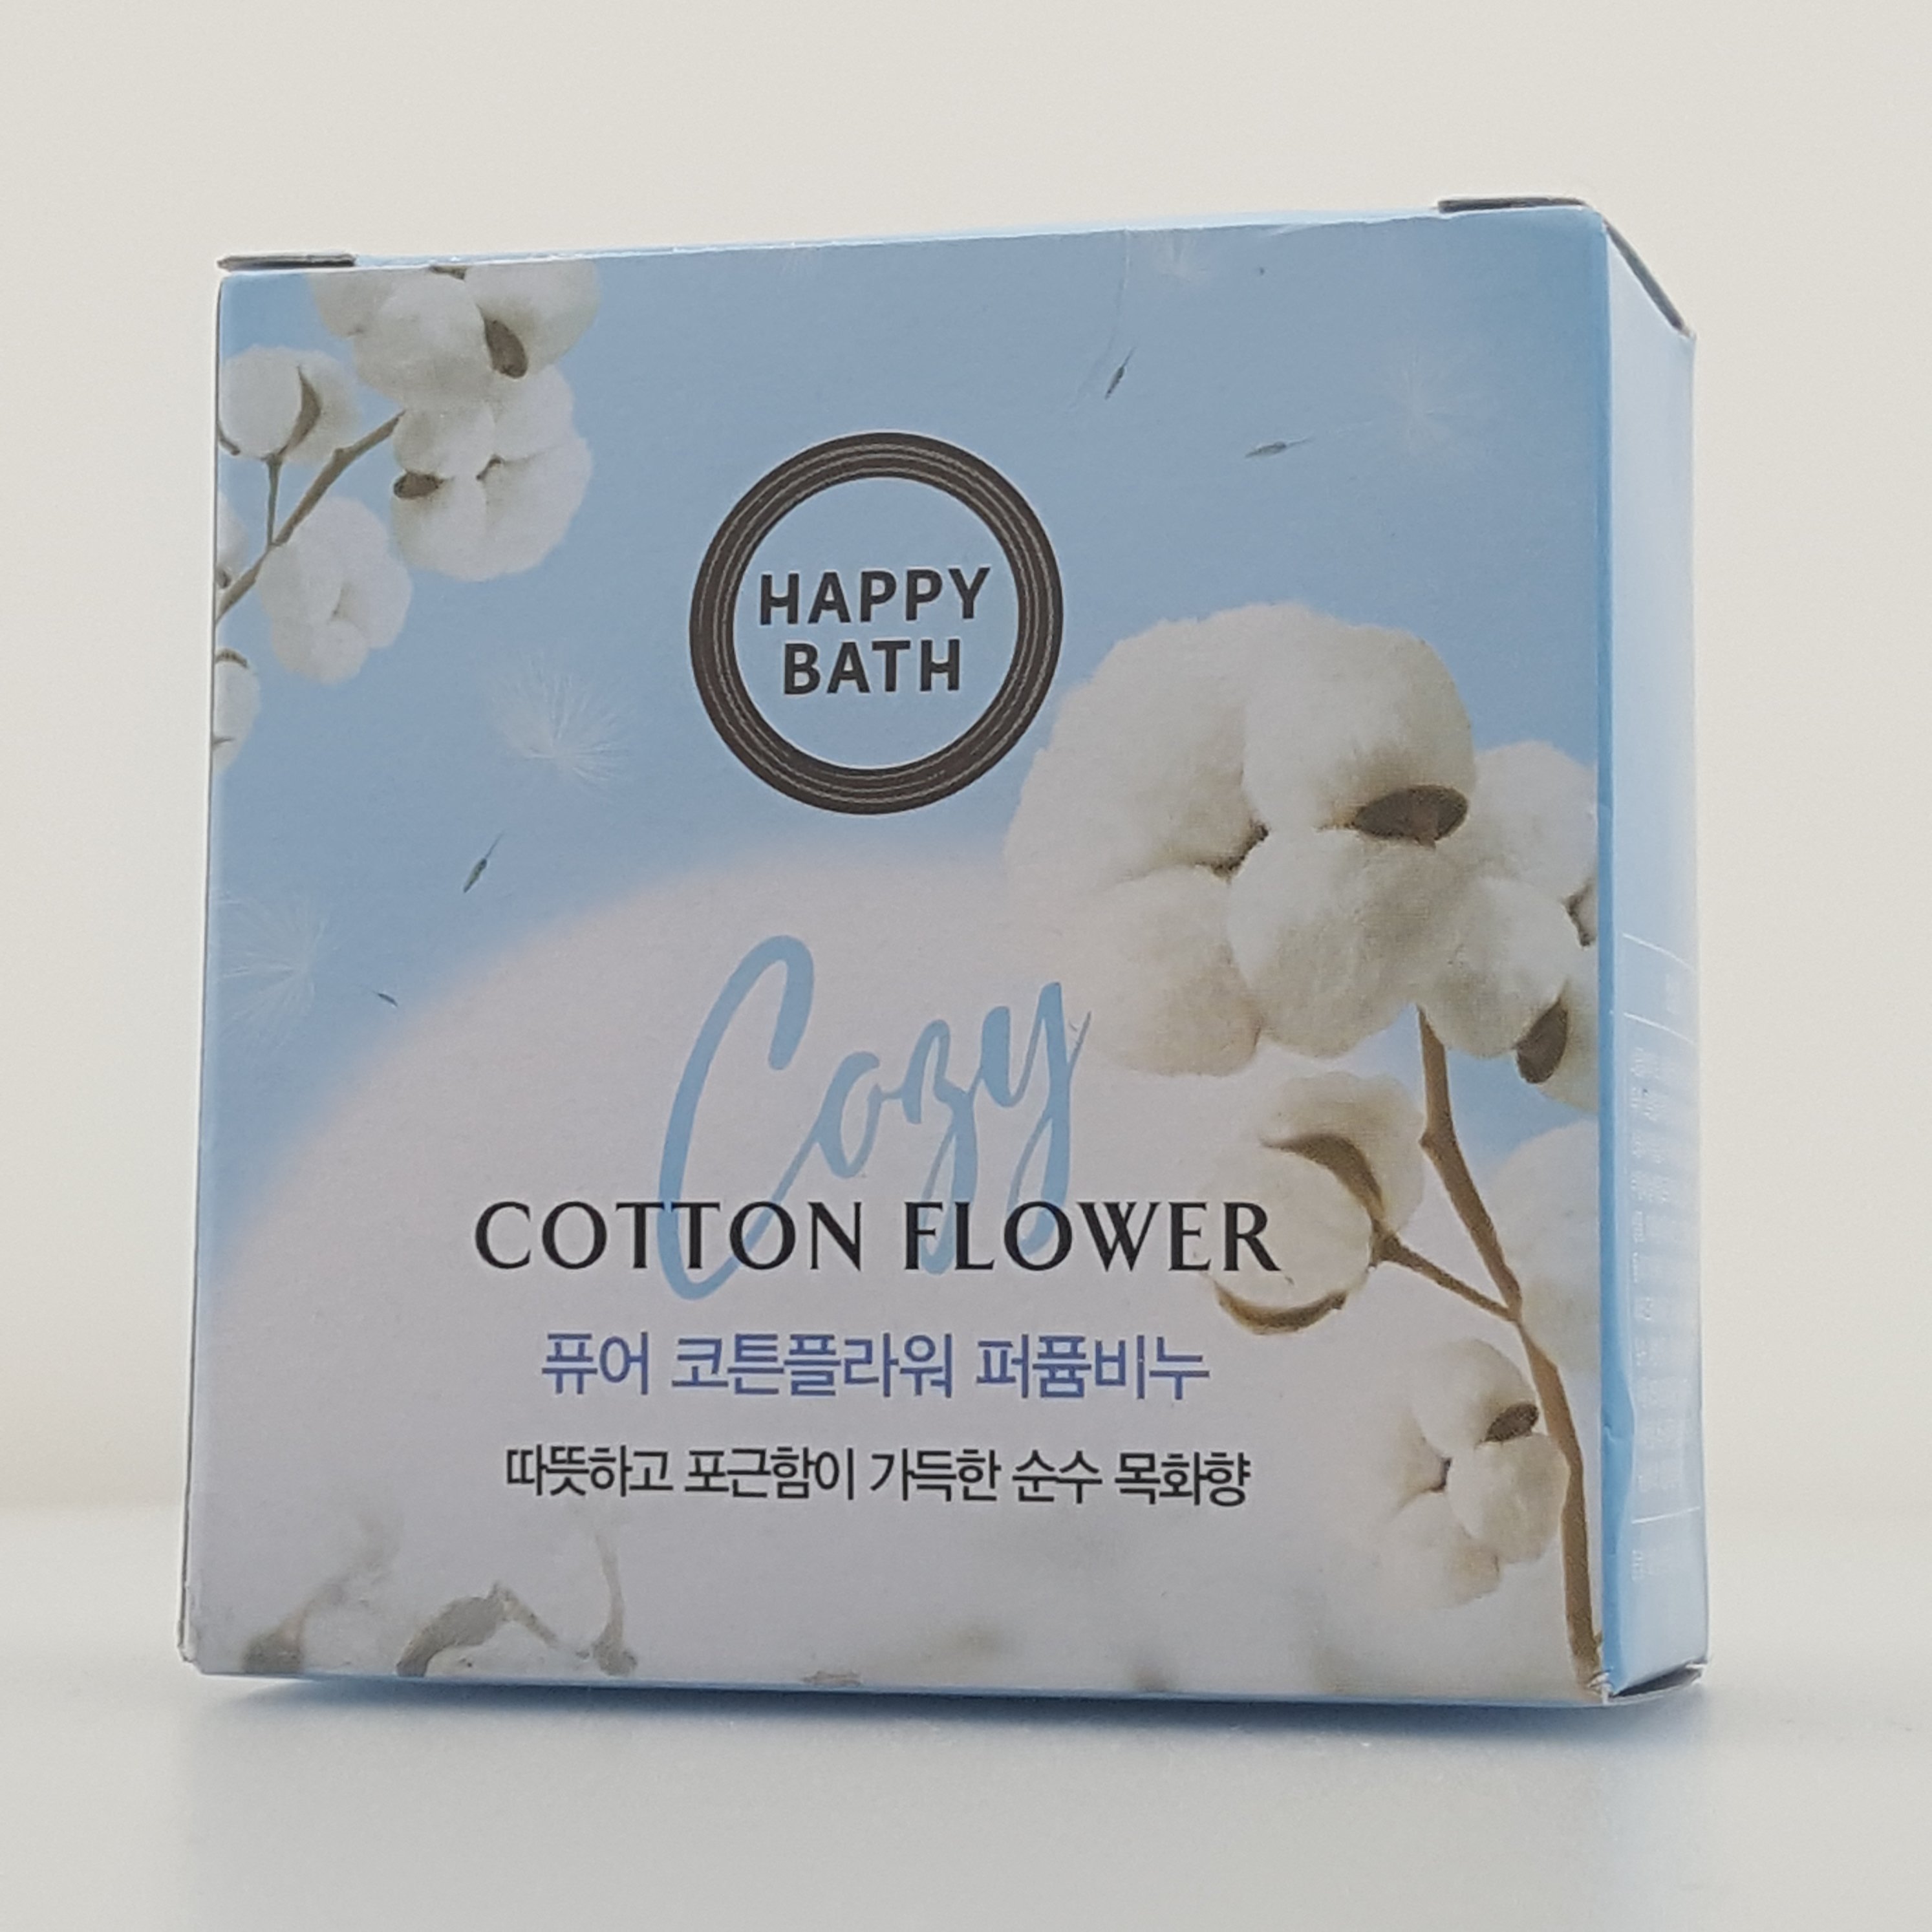 HAPPY
BATH
Cozy
COTTON FLOWER
퓨어 코튼플라워 퍼퓸비누
따뜻하고 포근함이 가득한 순수 목화향